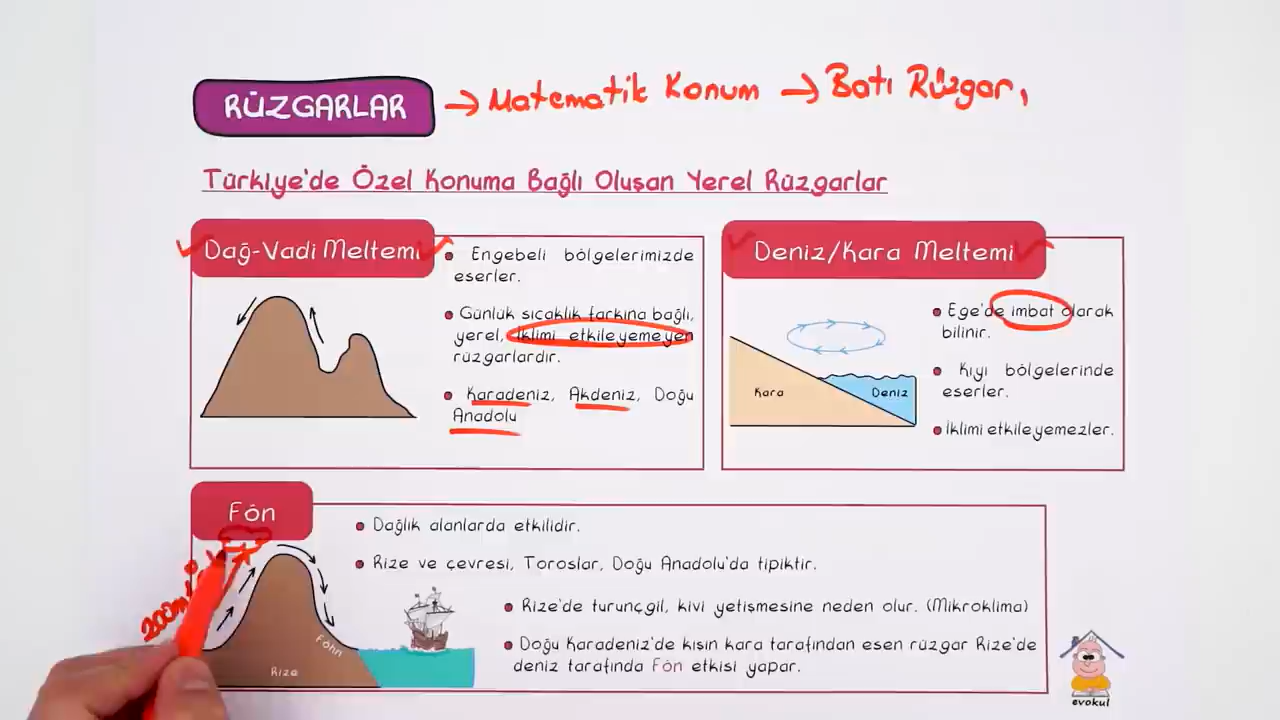 RÜZGARLAR → Matematik Konum → Batı Rüzgar,
Türkiye'de Özel Konuma Bağlı Oluşan Yerel Rüzgarlar
Dağ-Vadi Meltemi
Engebeli bölgelerimizde
eserler.
Günlük sıcaklık farkına bağlı,
yerel, iklimi etkileyemeyen
rüzgarlardır.
Karadeniz, Akdeniz, Doğu
Anadolu
Deniz/Kara Meltemi
Ege'de imbat olarak
bilinir.
Kıyı bölgelerinde
eserler.
İklimi etkileyemezler.
Kara
Deniz
Fön
Dağlık alanlarda etkilidir.
Rize ve çevresi, Toroslar, Doğu Anadolu'da tipiktir.
Rize'de turunçgil, kivi yetişmesine neden olur. (Mikroklima)
Doğu Karadeniz'de kışın kara tarafından esen rüzgar Rize'de
deniz tarafında Fön etkisi yapar.
200m
Föhn
Rize
evokul